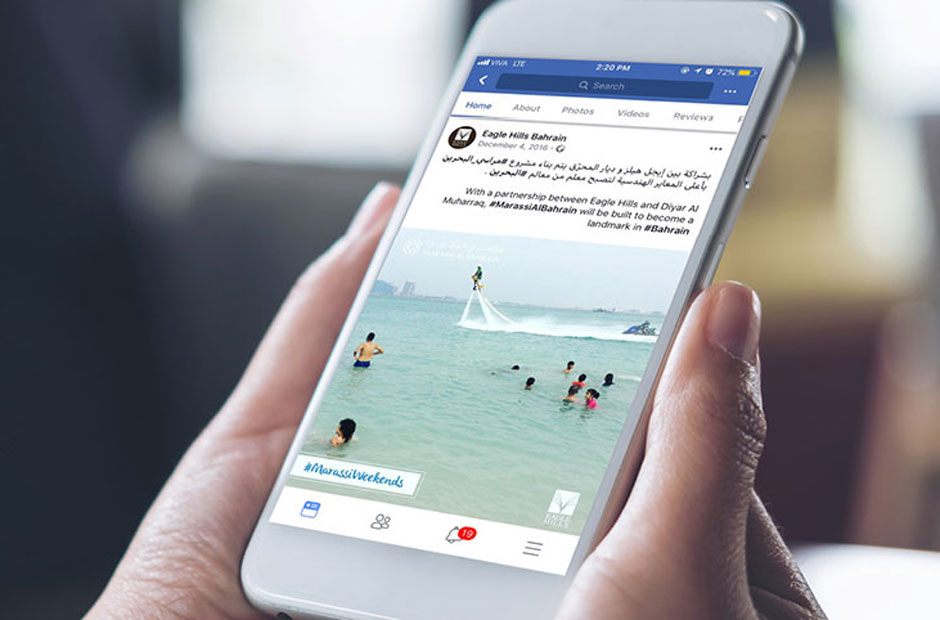 VIVA LTE 2:20 PM 72%
Search
Home About Photos Videos Reviews
Eagle Hills Bahrain
December 4, 2016
بشراكة بين إيجل هيلز و ديار المحرّق يتم بناء مشروع #مراسي_البحرين
بأعلى المعايير الهندسية لتصبح معلم من معالم #البحرين .
With a partnership between Eagle Hills and Diyar Al
Muharraq, #MarassiAlBahrain will be built to become a
landmark in #Bahrain
MARASSI AL BAHRAIN
#MarassiWeekends
EAGLE
HILLS
19